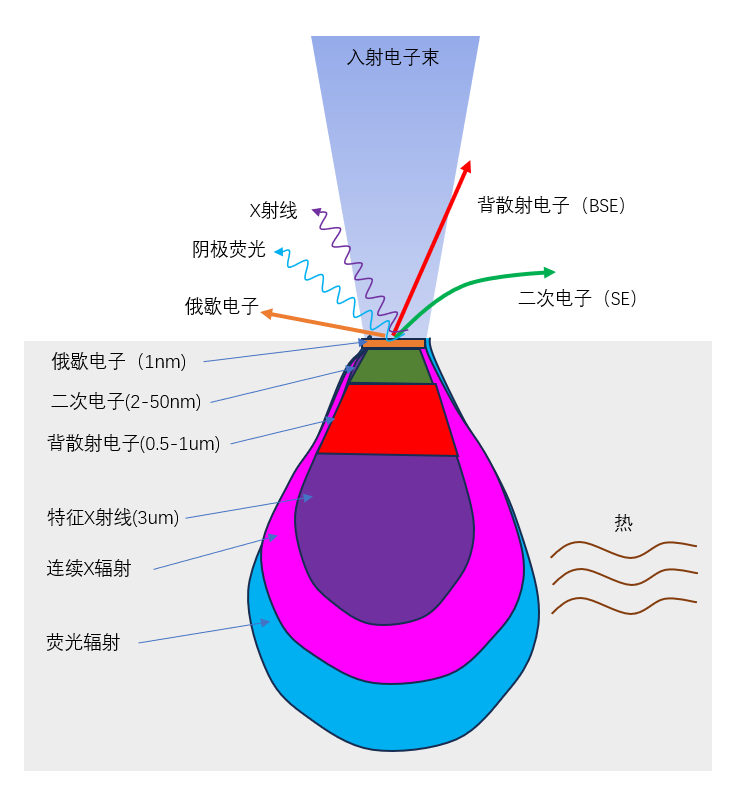 入射电子束
背散射电子（BSE）
X射线
阴极荧光
二次电子（SE）
俄歇电子
俄歇电子（1nm)
二次电子(2-50nm)
背散射电子(0.5-1um)
特征X射线(3um)
热
连续X辐射
荧光辐射